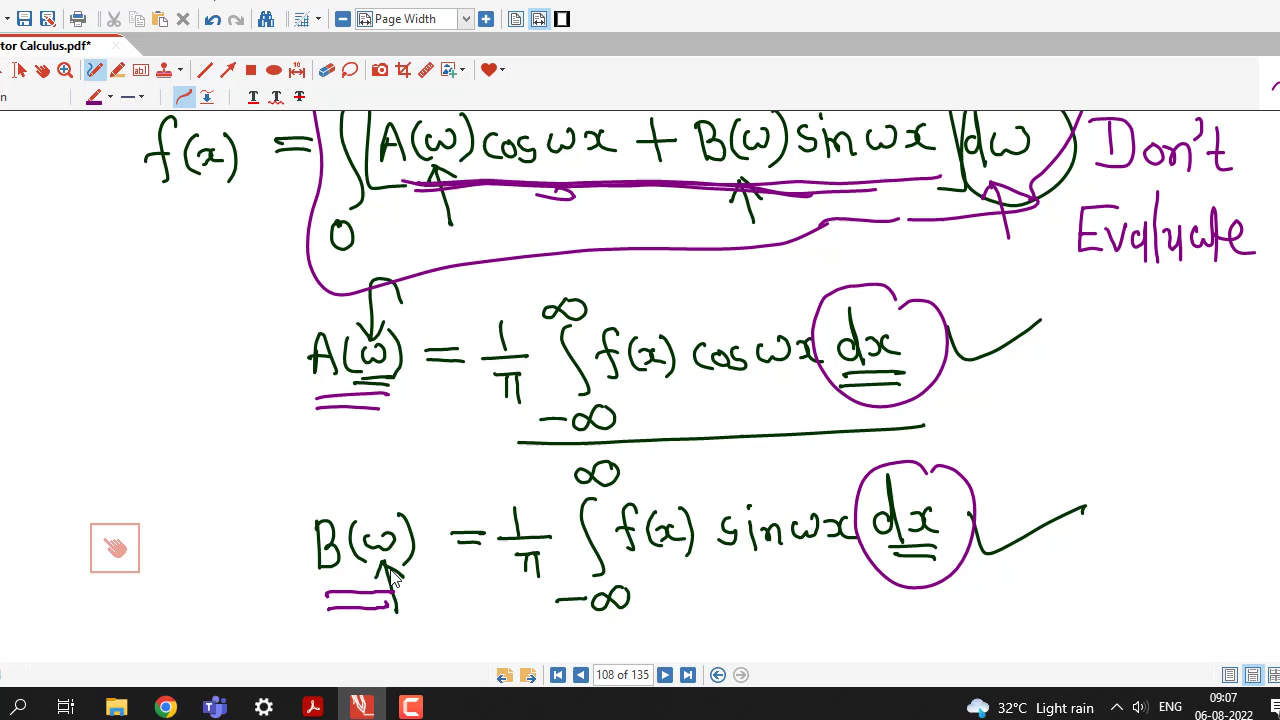 Page Width
tor Calculus.pdf*
f(x) = ∫ [A(ω) cos ωx + B(ω) sin ωx] dω
0
Don't
Evaluate
∞
A(ω) = 1/π ∫ f(x) cos ωx dx
-∞
∞
B(ω) = 1/π ∫ f(x) sin ωx dx
-∞
108 of 135
32°C Light rain
09:07
06-08-2022